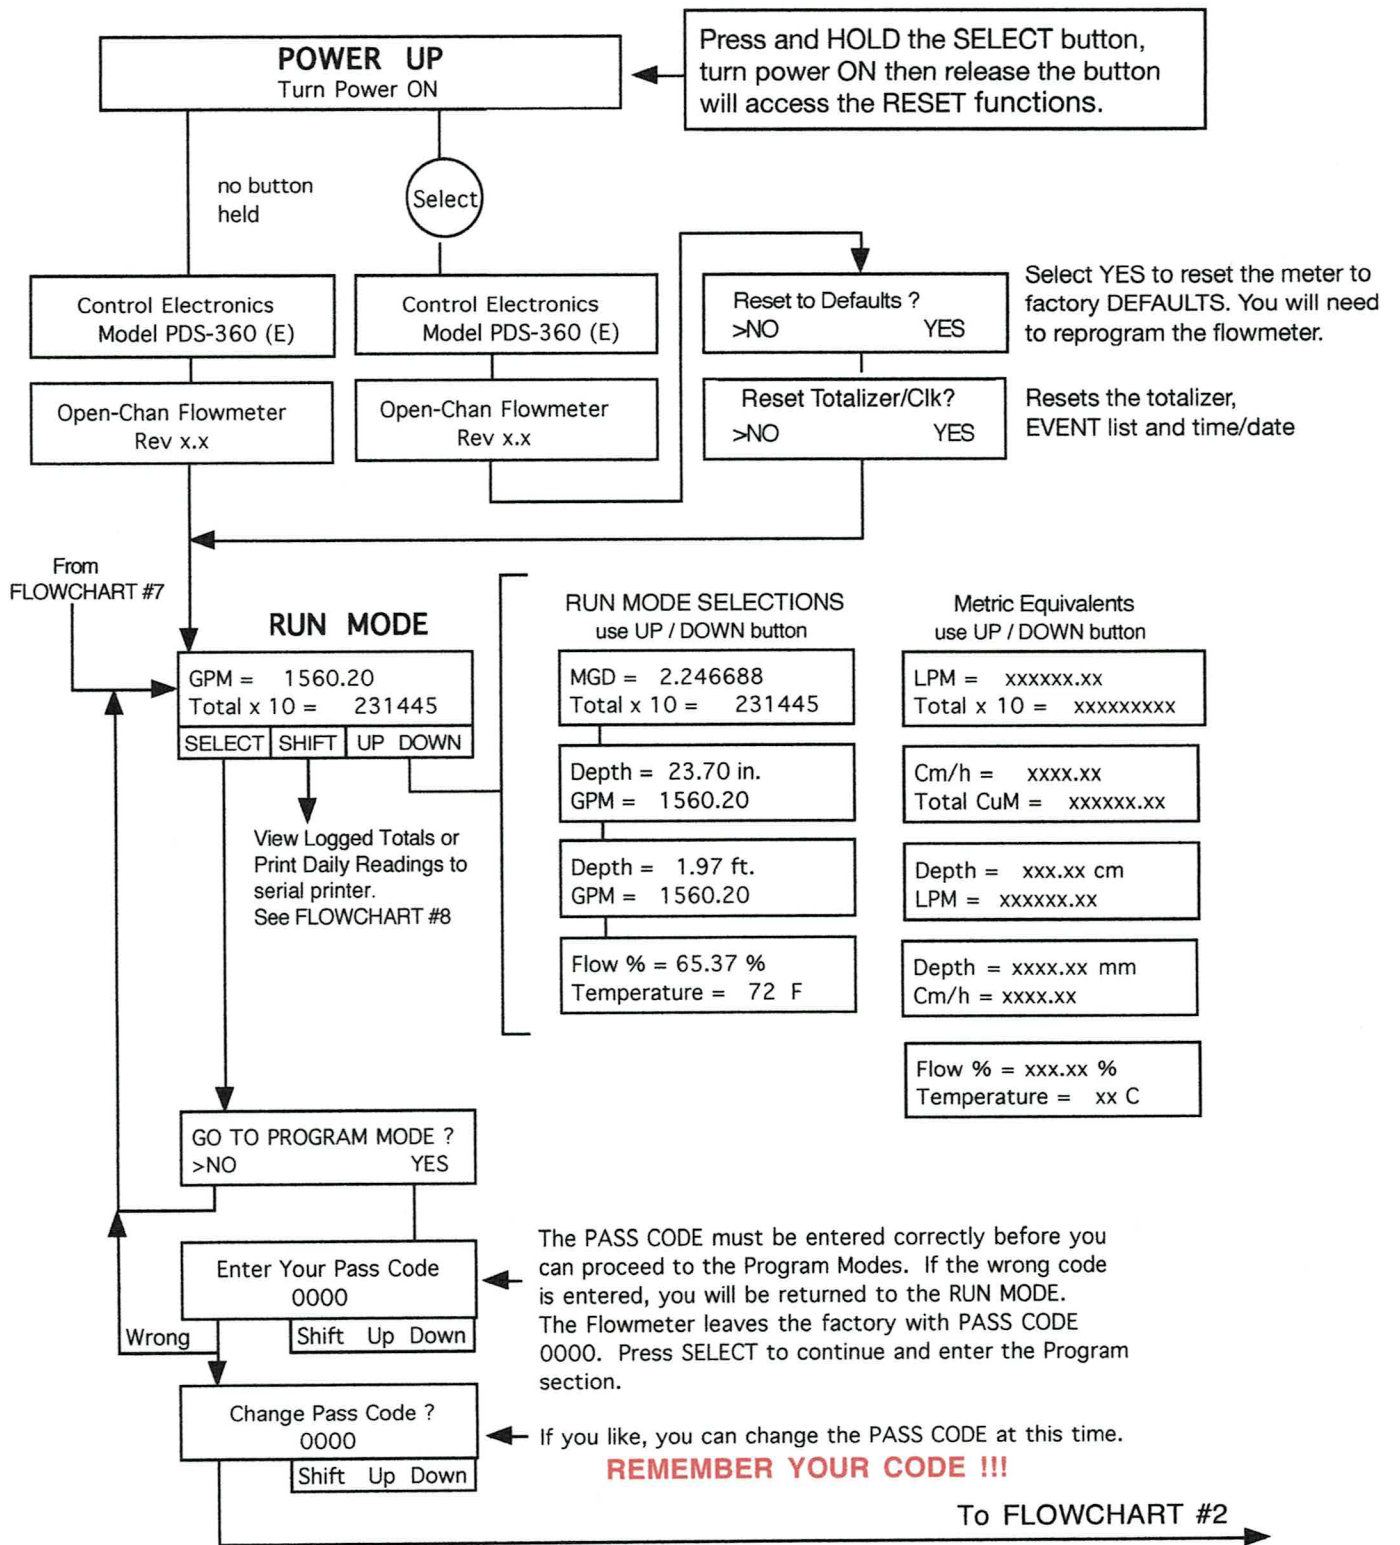 POWER UP
Turn Power ON
Press and HOLD the SELECT button,
turn power ON then release the button
will access the RESET functions.
no button
held
Select
Control Electronics
Model PDS-360 (E)
Control Electronics
Model PDS-360 (E)
Reset to Defaults ?
>NO YES
Select YES to reset the meter to
factory DEFAULTS. You will need
to reprogram the flowmeter.
Open-Chan Flowmeter
Rev x.x
Open-Chan Flowmeter
Rev x.x
Reset Totalizer/Clk?
>NO YES
Resets the totalizer,
EVENT list and time/date
From
FLOWCHART #7
RUN MODE
GPM = 1560.20
Total x 10 = 231445
SELECT SHIFT UP DOWN
View Logged Totals or
Print Daily Readings to
serial printer.
See FLOWCHART #8
RUN MODE SELECTIONS
use UP / DOWN button
MGD = 2.246688
Total x 10 = 231445
Depth = 23.70 in.
GPM = 1560.20
Depth = 1.97 ft.
GPM = 1560.20
Flow % = 65.37 %
Temperature = 72 F
Metric Equivalents
use UP / DOWN button
LPM = xxxxxx.xx
Total x 10 = xxxxxxxxx
Cm/h = xxxx.xx
Total CuM = xxxxxx.xx
Depth = xxx.xx cm
LPM = xxxxxx.xx
Depth = xxxx.xx mm
Cm/h = xxxx.xx
Flow % = xxx.xx %
Temperature = xx C
GO TO PROGRAM MODE ?
>NO YES
Enter Your Pass Code
0000
Shift Up Down
Wrong
The PASS CODE must be entered correctly before you
can proceed to the Program Modes. If the wrong code
is entered, you will be returned to the RUN MODE.
The Flowmeter leaves the factory with PASS CODE
0000. Press SELECT to continue and enter the Program
section.
Change Pass Code ?
0000
Shift Up Down
If you like, you can change the PASS CODE at this time.
REMEMBER YOUR CODE !!!
To FLOWCHART #2